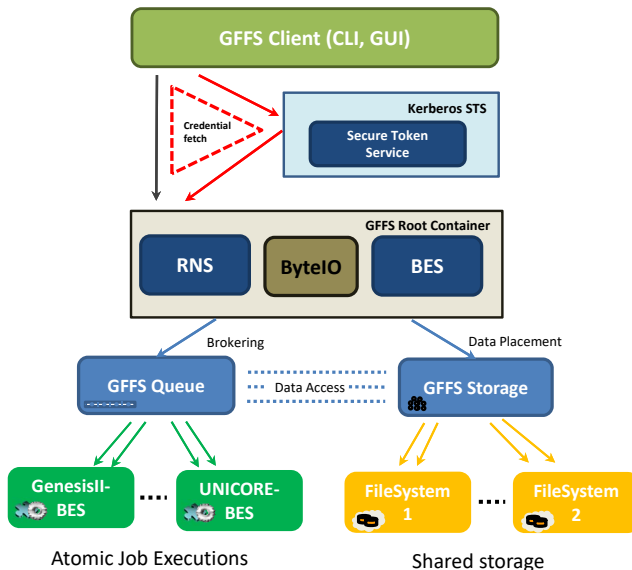 GFFS Client (CLI, GUI)
Kerberos STS
Credential
fetch
Secure Token
Service
GFFS Root Container
RNS
ByteIO
BES
Brokering
Data Placement
GFFS Queue
Data Access
GFFS Storage
GenesisII-
BES
UNICORE-
BES
FileSystem
1
FileSystem
2
Atomic Job Executions
Shared storage